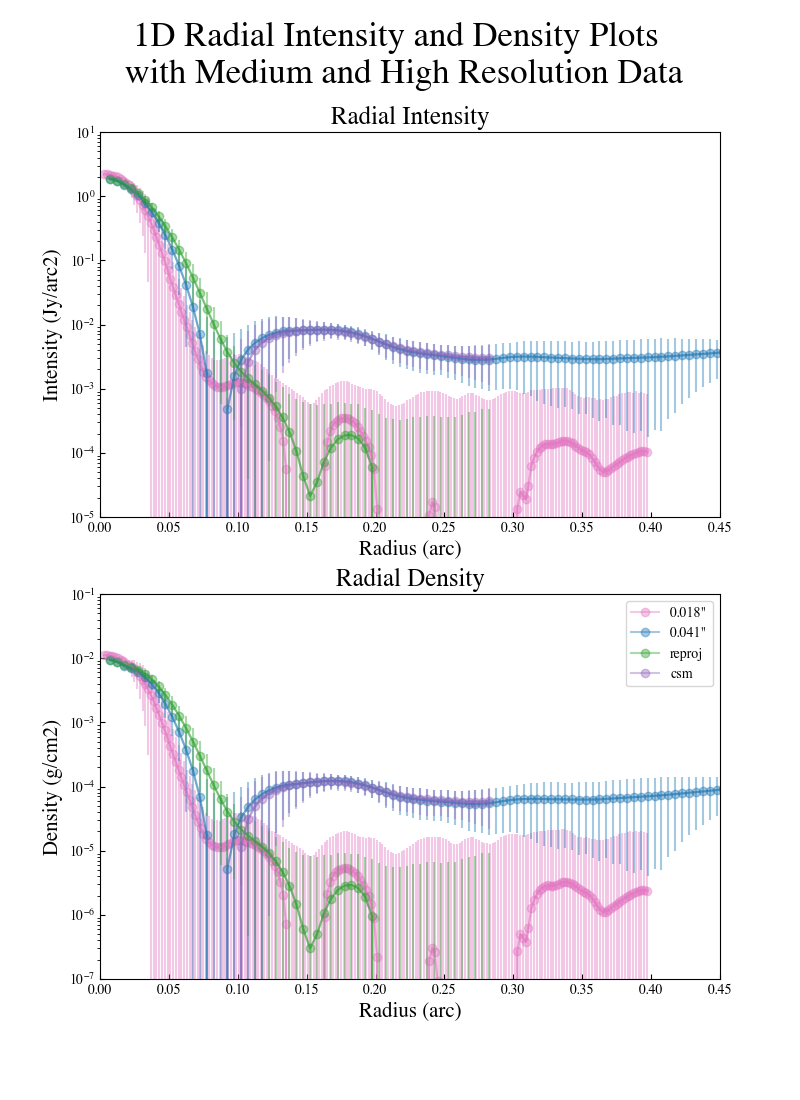 1D Radial Intensity and Density Plots
with Medium and High Resolution Data
Radial Intensity
Intensity (Jy/arc2)
10^1
10^0
10^-1
10^-2
10^-3
10^-4
10^-5
0.00 0.05 0.10 0.15 0.20 0.25 0.30 0.35 0.40 0.45
Radius (arc)
Radial Density
Density (g/cm2)
10^-1
10^-2
10^-3
10^-4
10^-5
10^-6
10^-7
0.018"
0.041"
reproj
csm
0.00 0.05 0.10 0.15 0.20 0.25 0.30 0.35 0.40 0.45
Radius (arc)